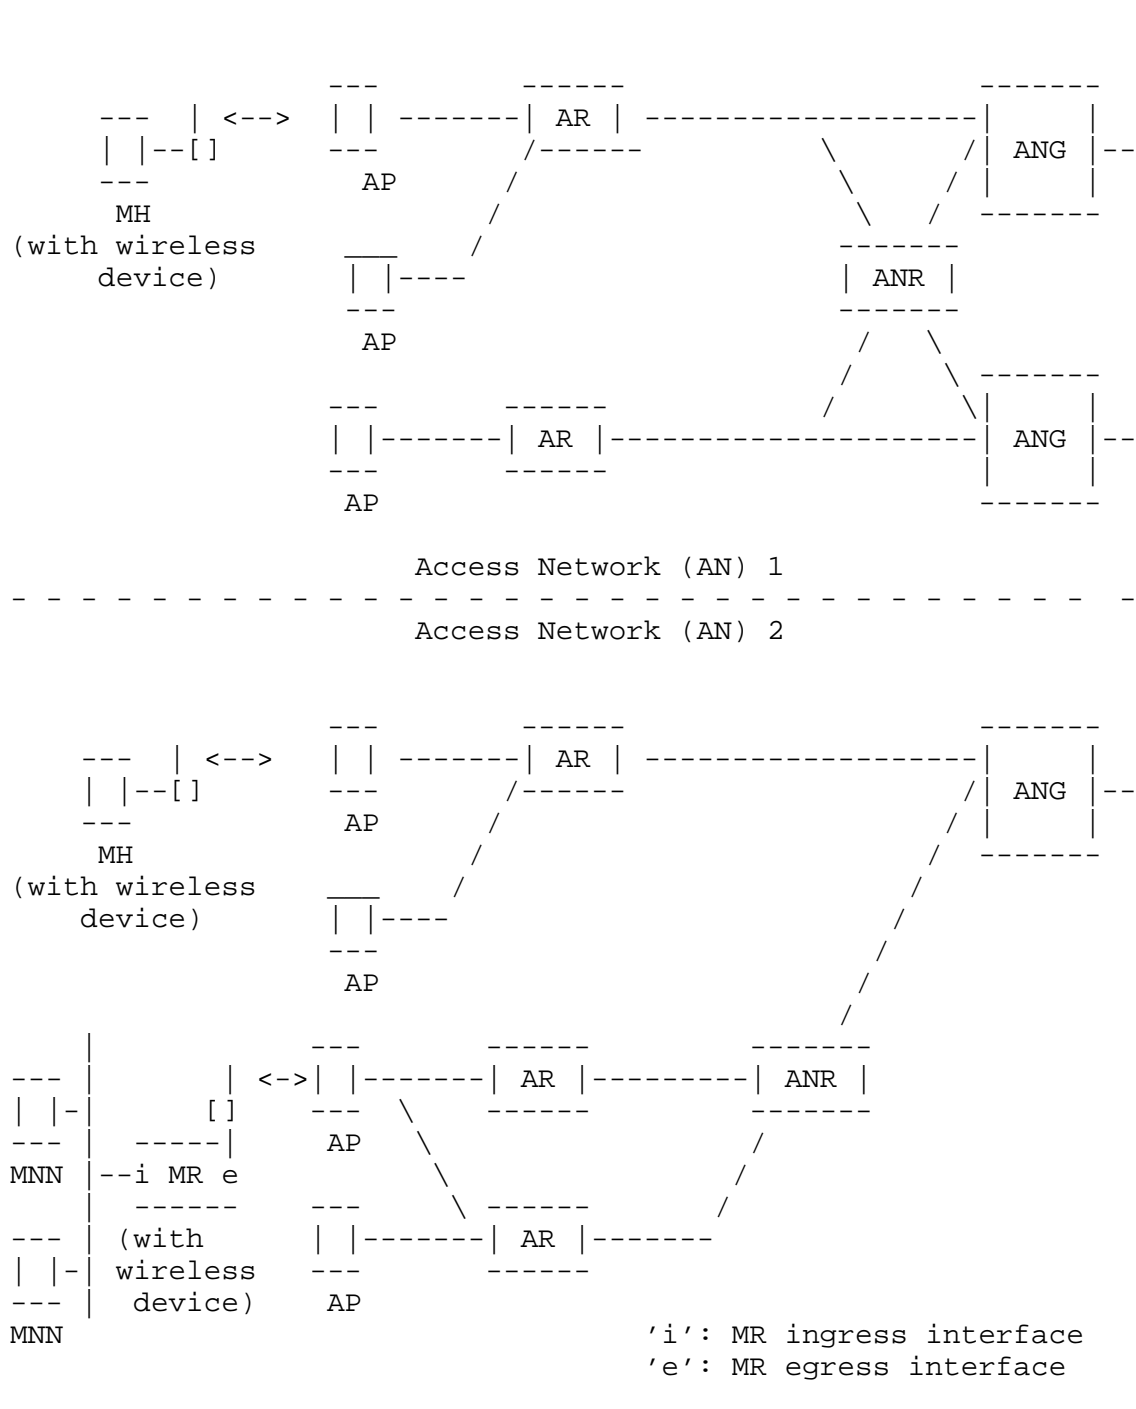 ---       ------                     -------
---  | <-->  | | -------| AR | -------------------|     |
| |--[]      ---        /------          \       /| ANG |--
---            AP      /                  \     / |     |
MH                    /                    \   /  -------
(with wireless     ___    /                 -------
device)       | |----                     | ANR |
---                       -------
AP                        /   \
/     \ -------
---       ------            /       \|     |
| |-------| AR |---------------------| ANG |--
---       ------                     |     |
AP                                   -------
Access Network (AN) 1
- - - - - - - - - - - - - - - - - - - - - - - - - - - - - - - -
Access Network (AN) 2
---        ------                    -------
---  | <-->   | | -------| AR | -------------------|     |
| |--[]       ---       /------                   /| ANG |--
---            AP      /                         / |     |
MH                    /                         /  -------
(with wireless    ___    /                         /
device)      | |----                         /
---                            /
AP                           /
/
|            ---       ------         -------
--- |       | <->| |-------| AR |---------| ANR |
| |-|      []    ---  \    ------         -------
--- |  -----|     AP   \                  /
MNN |--i MR e           \                /
|  ------    ---      \ ------        /
--- | (with      | |-------| AR |-------
| |-| wireless   ---       ------
--- |  device)    AP
MNN                                 'i': MR ingress interface
'e': MR egress interface